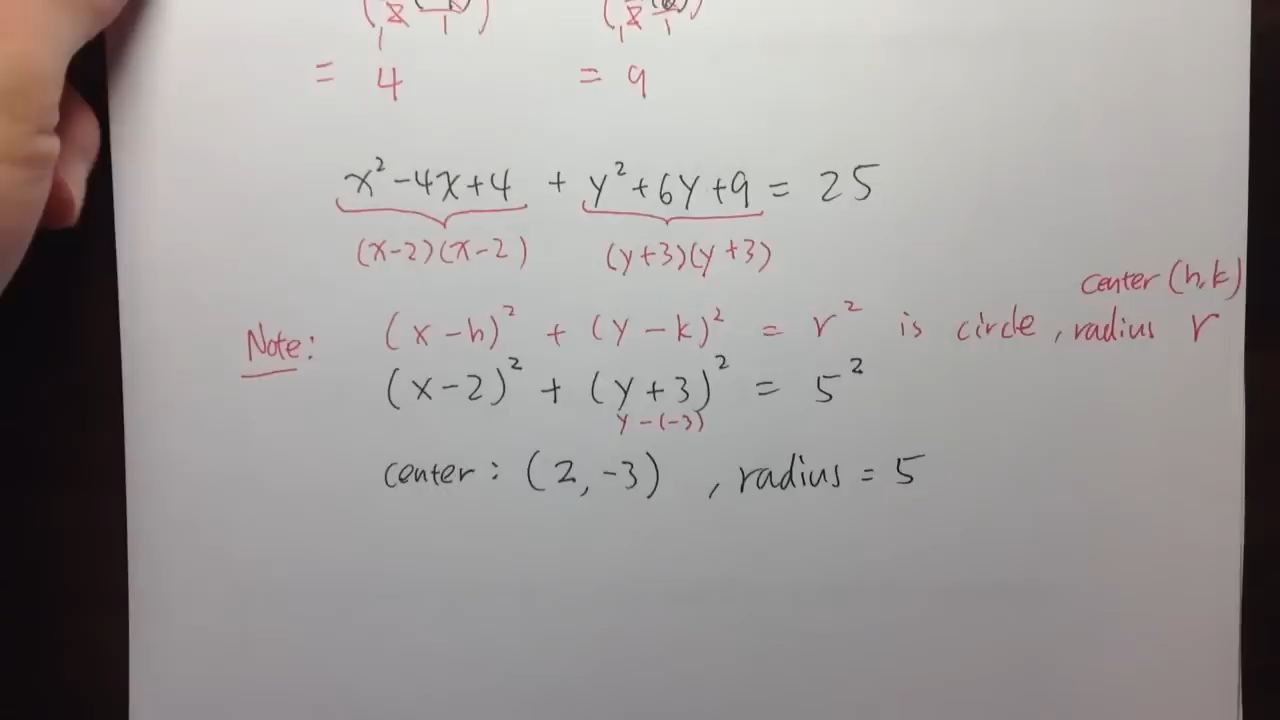 = 4 = 9
x² -4x+4 + y² +6y+9 = 25
(x-2)(x-2) (y+3)(y+3)
center (h,k)
Note: (x-h)² + (y-k)² = r² is circle, radius r
(x-2)² + (y+3)² = 5²
y-(-3)
center: (2,-3) , radius = 5